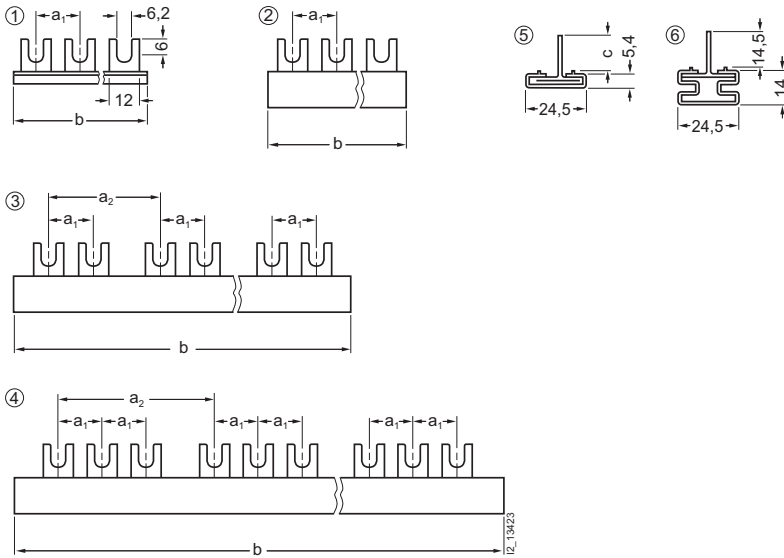 ① a₁ 6,2
6
12
b
② a₁
b
⑤ c 5,4
24,5
⑥ 14,5
14
24,5
③ a₂
a₁ a₁ a₁
b
④ a₂
a₁ a₁ a₁ a₁ a₁ a₁
b
I2_13423